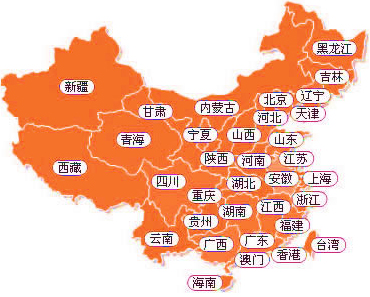 黑龙江
吉林
新疆
辽宁
北京
内蒙古
甘肃
天津
河北
宁夏
山西
青海
山东
陕西
河南
江苏
西藏
四川
湖北
安徽
上海
重庆
浙江
江西
湖南
贵州
福建
云南
广西
广东
台湾
澳门
香港
海南